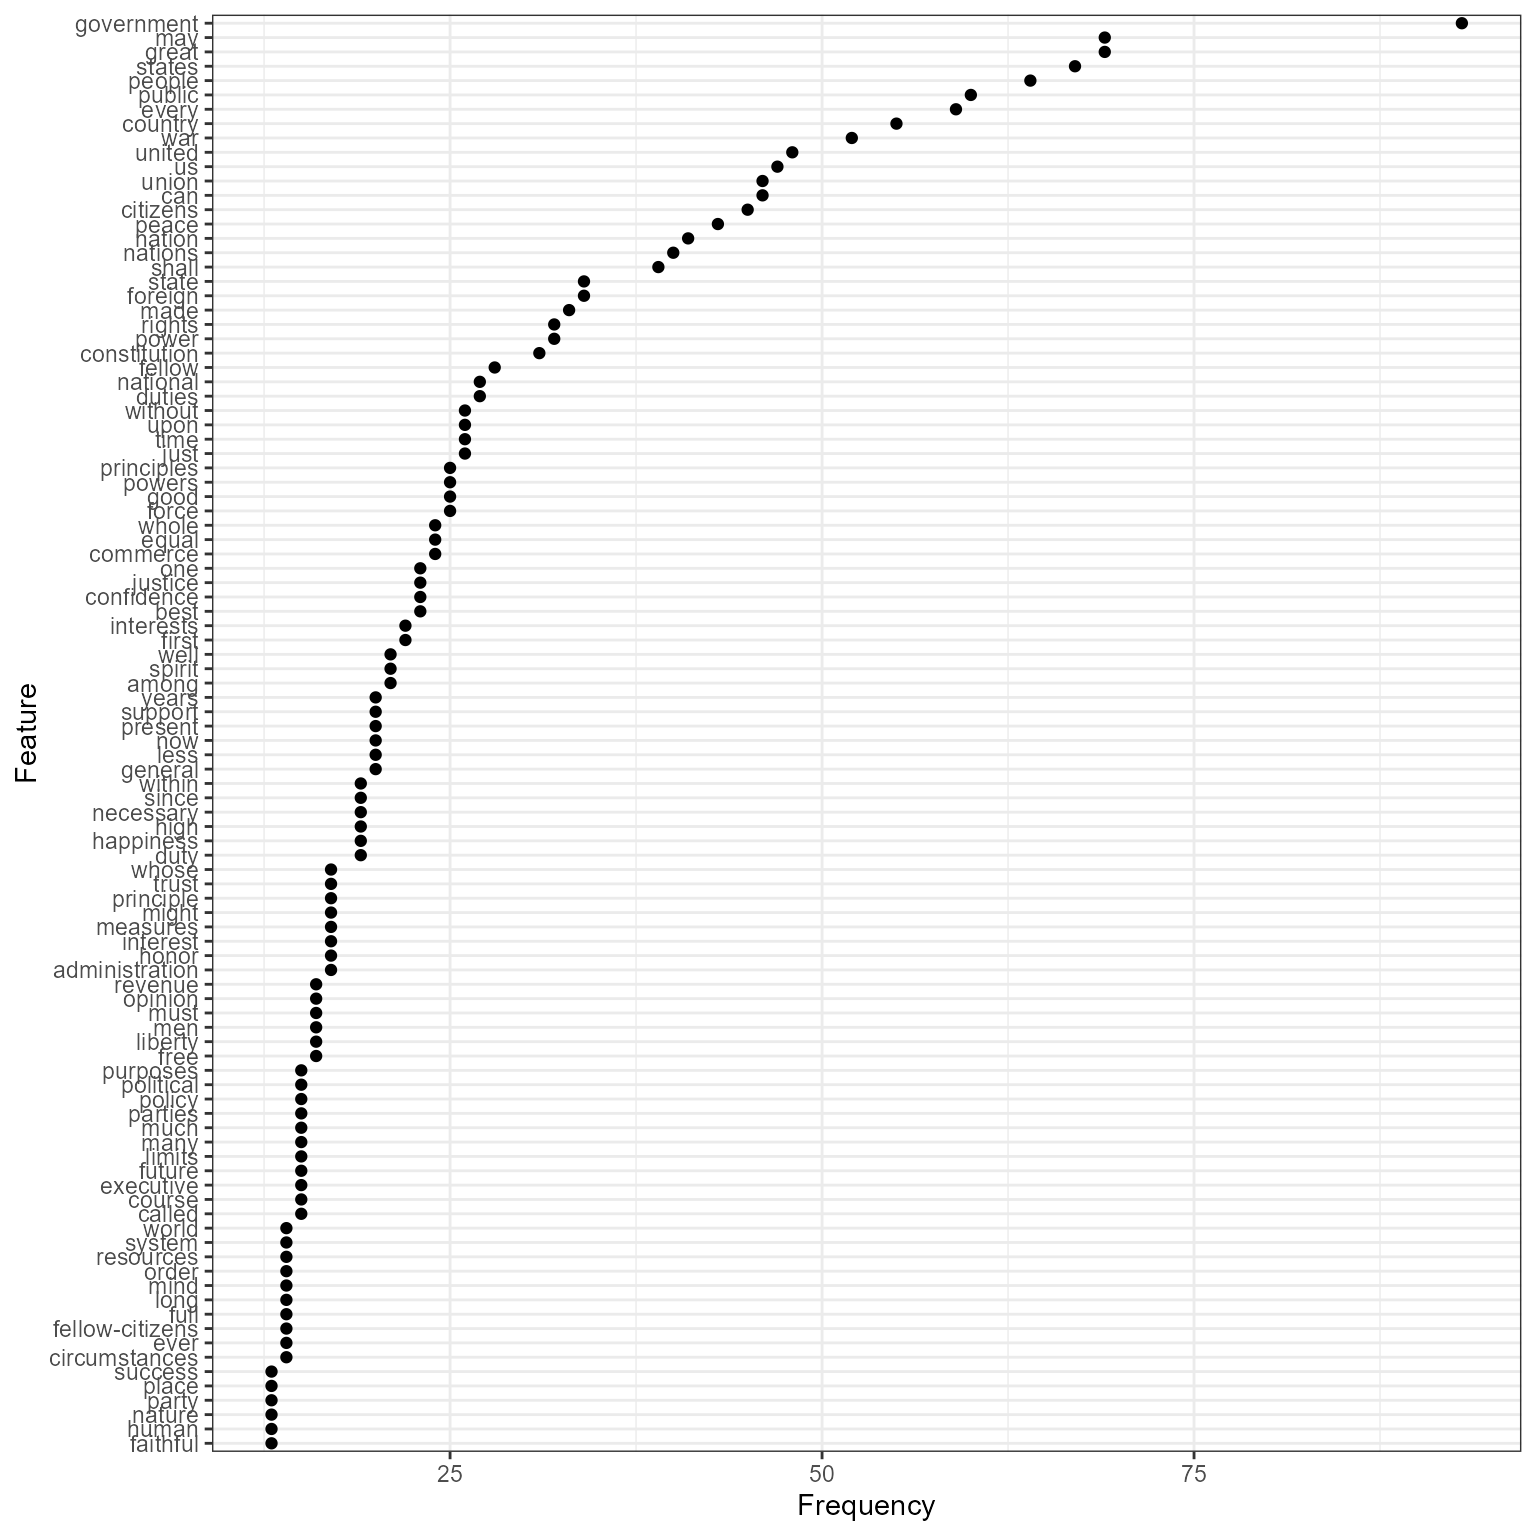 government
may
great
states
people
public
every
country
war
united
us
union
can
citizens
peace
nation
nations
shall
state
foreign
made
rights
power
constitution
fellow
national
duties
without
upon
time
just
principles
powers
good
force
whole
equal
commerce
one
justice
confidence
best
interests
first
well
spirit
among
years
support
present
now
less
general
within
since
necessary
high
happiness
duty
whose
trust
principle
might
measures
interest
honor
administration
revenue
opinion
must
men
liberty
free
purposes
political
policy
parties
much
many
limits
future
executive
course
called
world
system
resources
order
mind
long
full
fellow-citizens
ever
circumstances
success
place
party
nature
human
faithful
Feature
25 50 75
Frequency